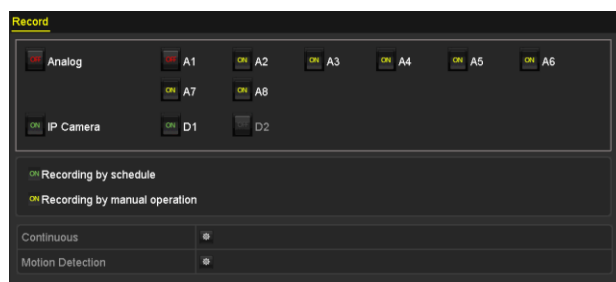 Record
OFF Analog OFF A1 ON A2 ON A3 ON A4 ON A5 ON A6
ON A7 ON A8
ON IP Camera ON D1 D2
ON Recording by schedule
ON Recording by manual operation
Continuous
Motion Detection